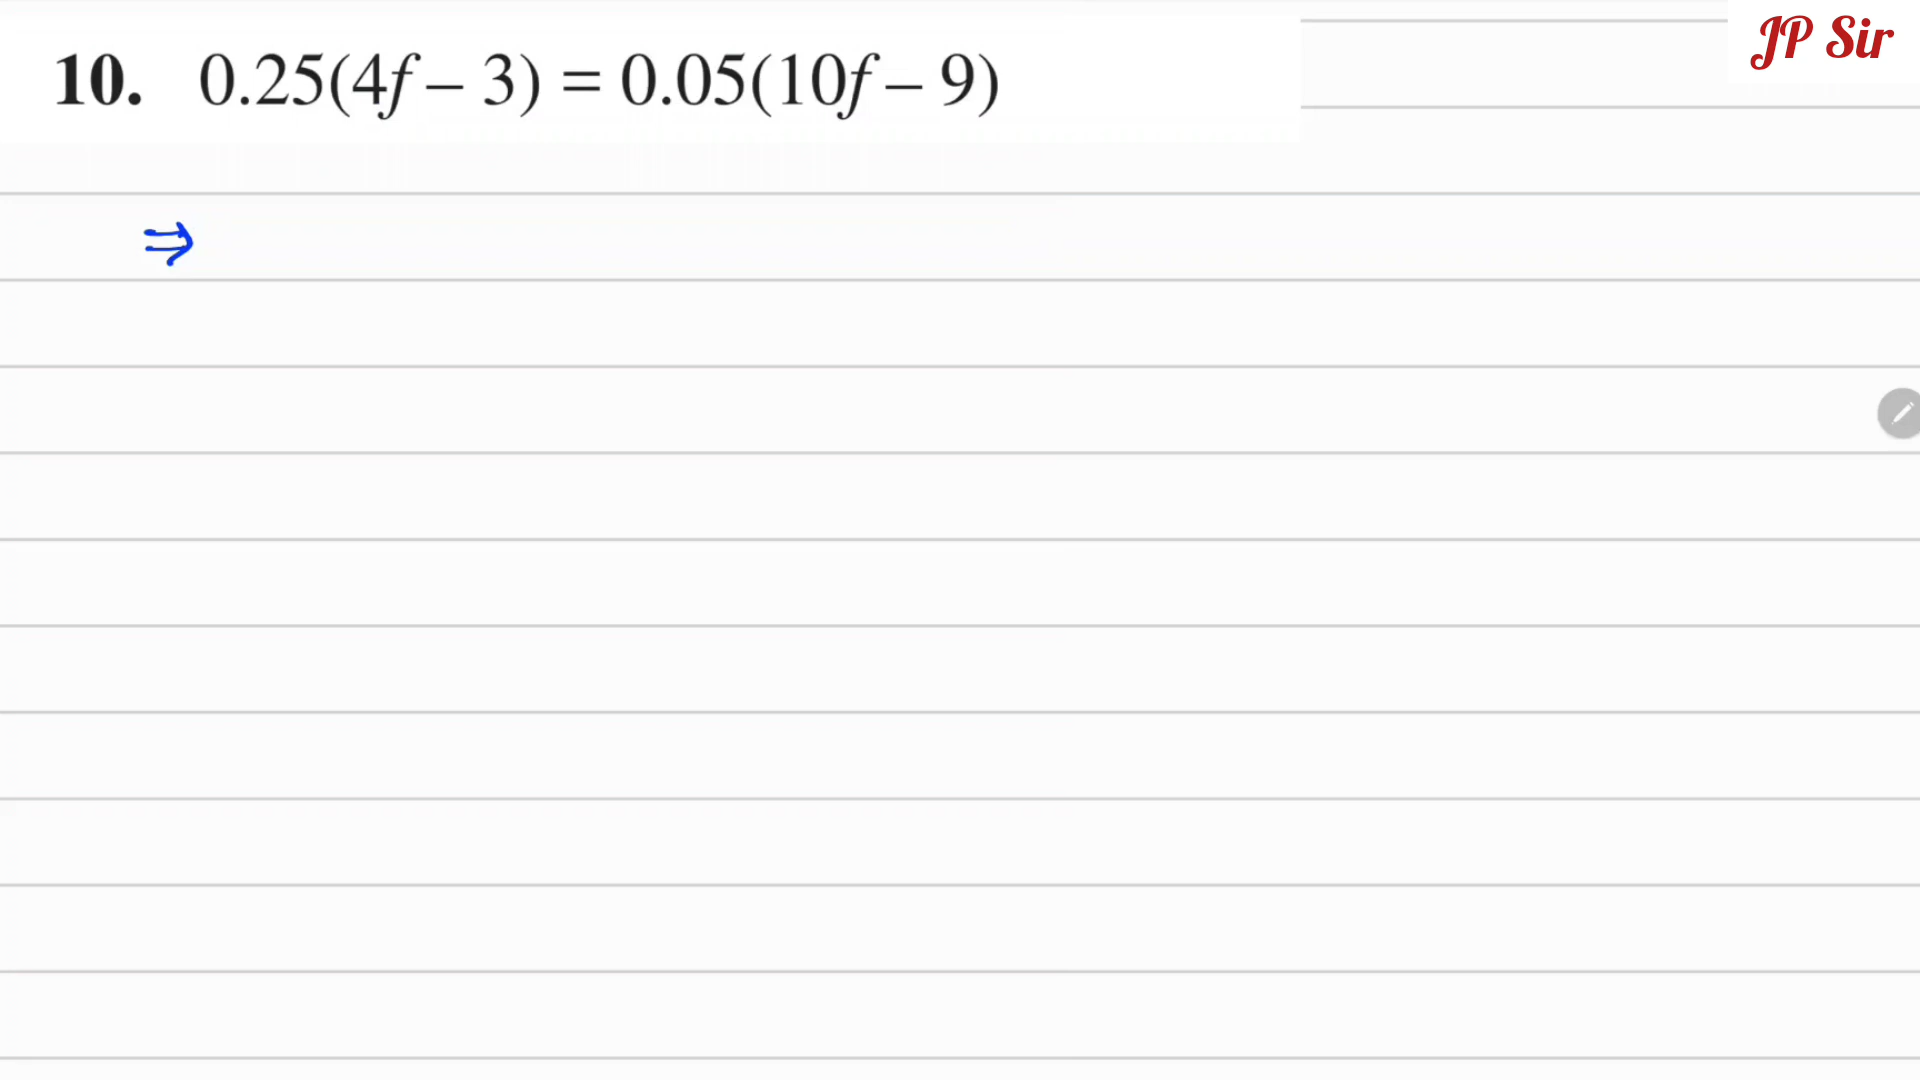 JP Sir
10. 0.25(4f – 3) = 0.05(10f – 9)
⇒